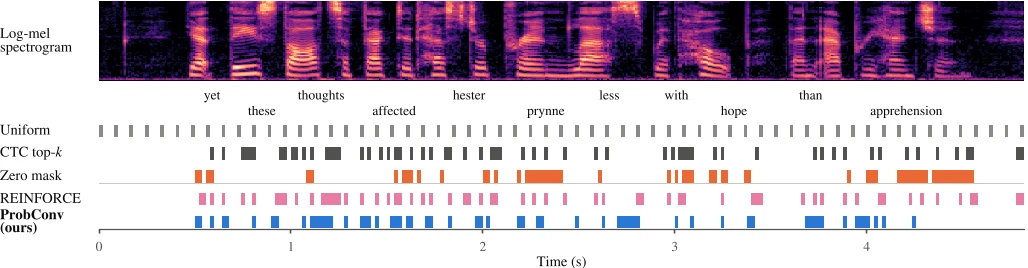 Log-mel
spectrogram
yet thoughts hester less with than
these affected prynne hope apprehension
Uniform
CTC top-k
Zero mask
REINFORCE
ProbConv
(ours)
0 1 2 3 4
Time (s)